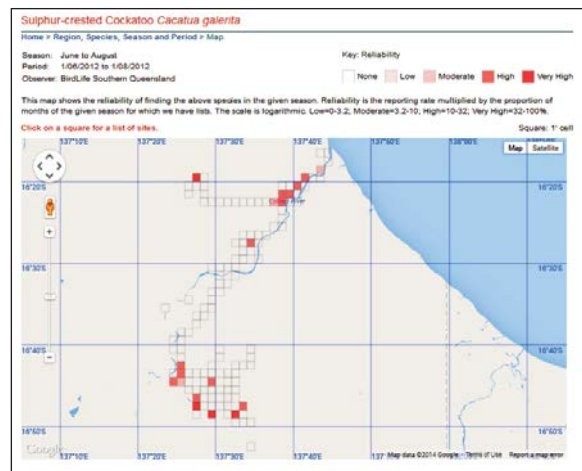 Sulphur-crested Cockatoo Cacatua galerita
Home > Region, Species, Season and Period > Map
Season: June to August
Period: 1/06/2012 to 1/08/2012
Observer: BirdLife Southern Queensland
Key: Reliability
None Low Moderate High Very High
This map shows the reliability of finding the above species in the given season. Reliability is the reporting rate multiplied by the proportion of
months of the given season for which we have lists. The scale is logarithmic. Low=0-3.2; Moderate=3.2-10; High=10-32; Very High=32-100%.
Click on a square for a list of sites.
Square: 1' cell
137°10'E 137°20'E 137°30'E 137°40'E
Map Satellite
16°20'S 16°20'S
16°30'S 16°30'S
16°40'S 16°40'S
16°50'S 16°50'S
Google
137°10'E 137°20'E 137°30'E 137°40'E
Map data ©2014 Google - Terms of Use Report a map error